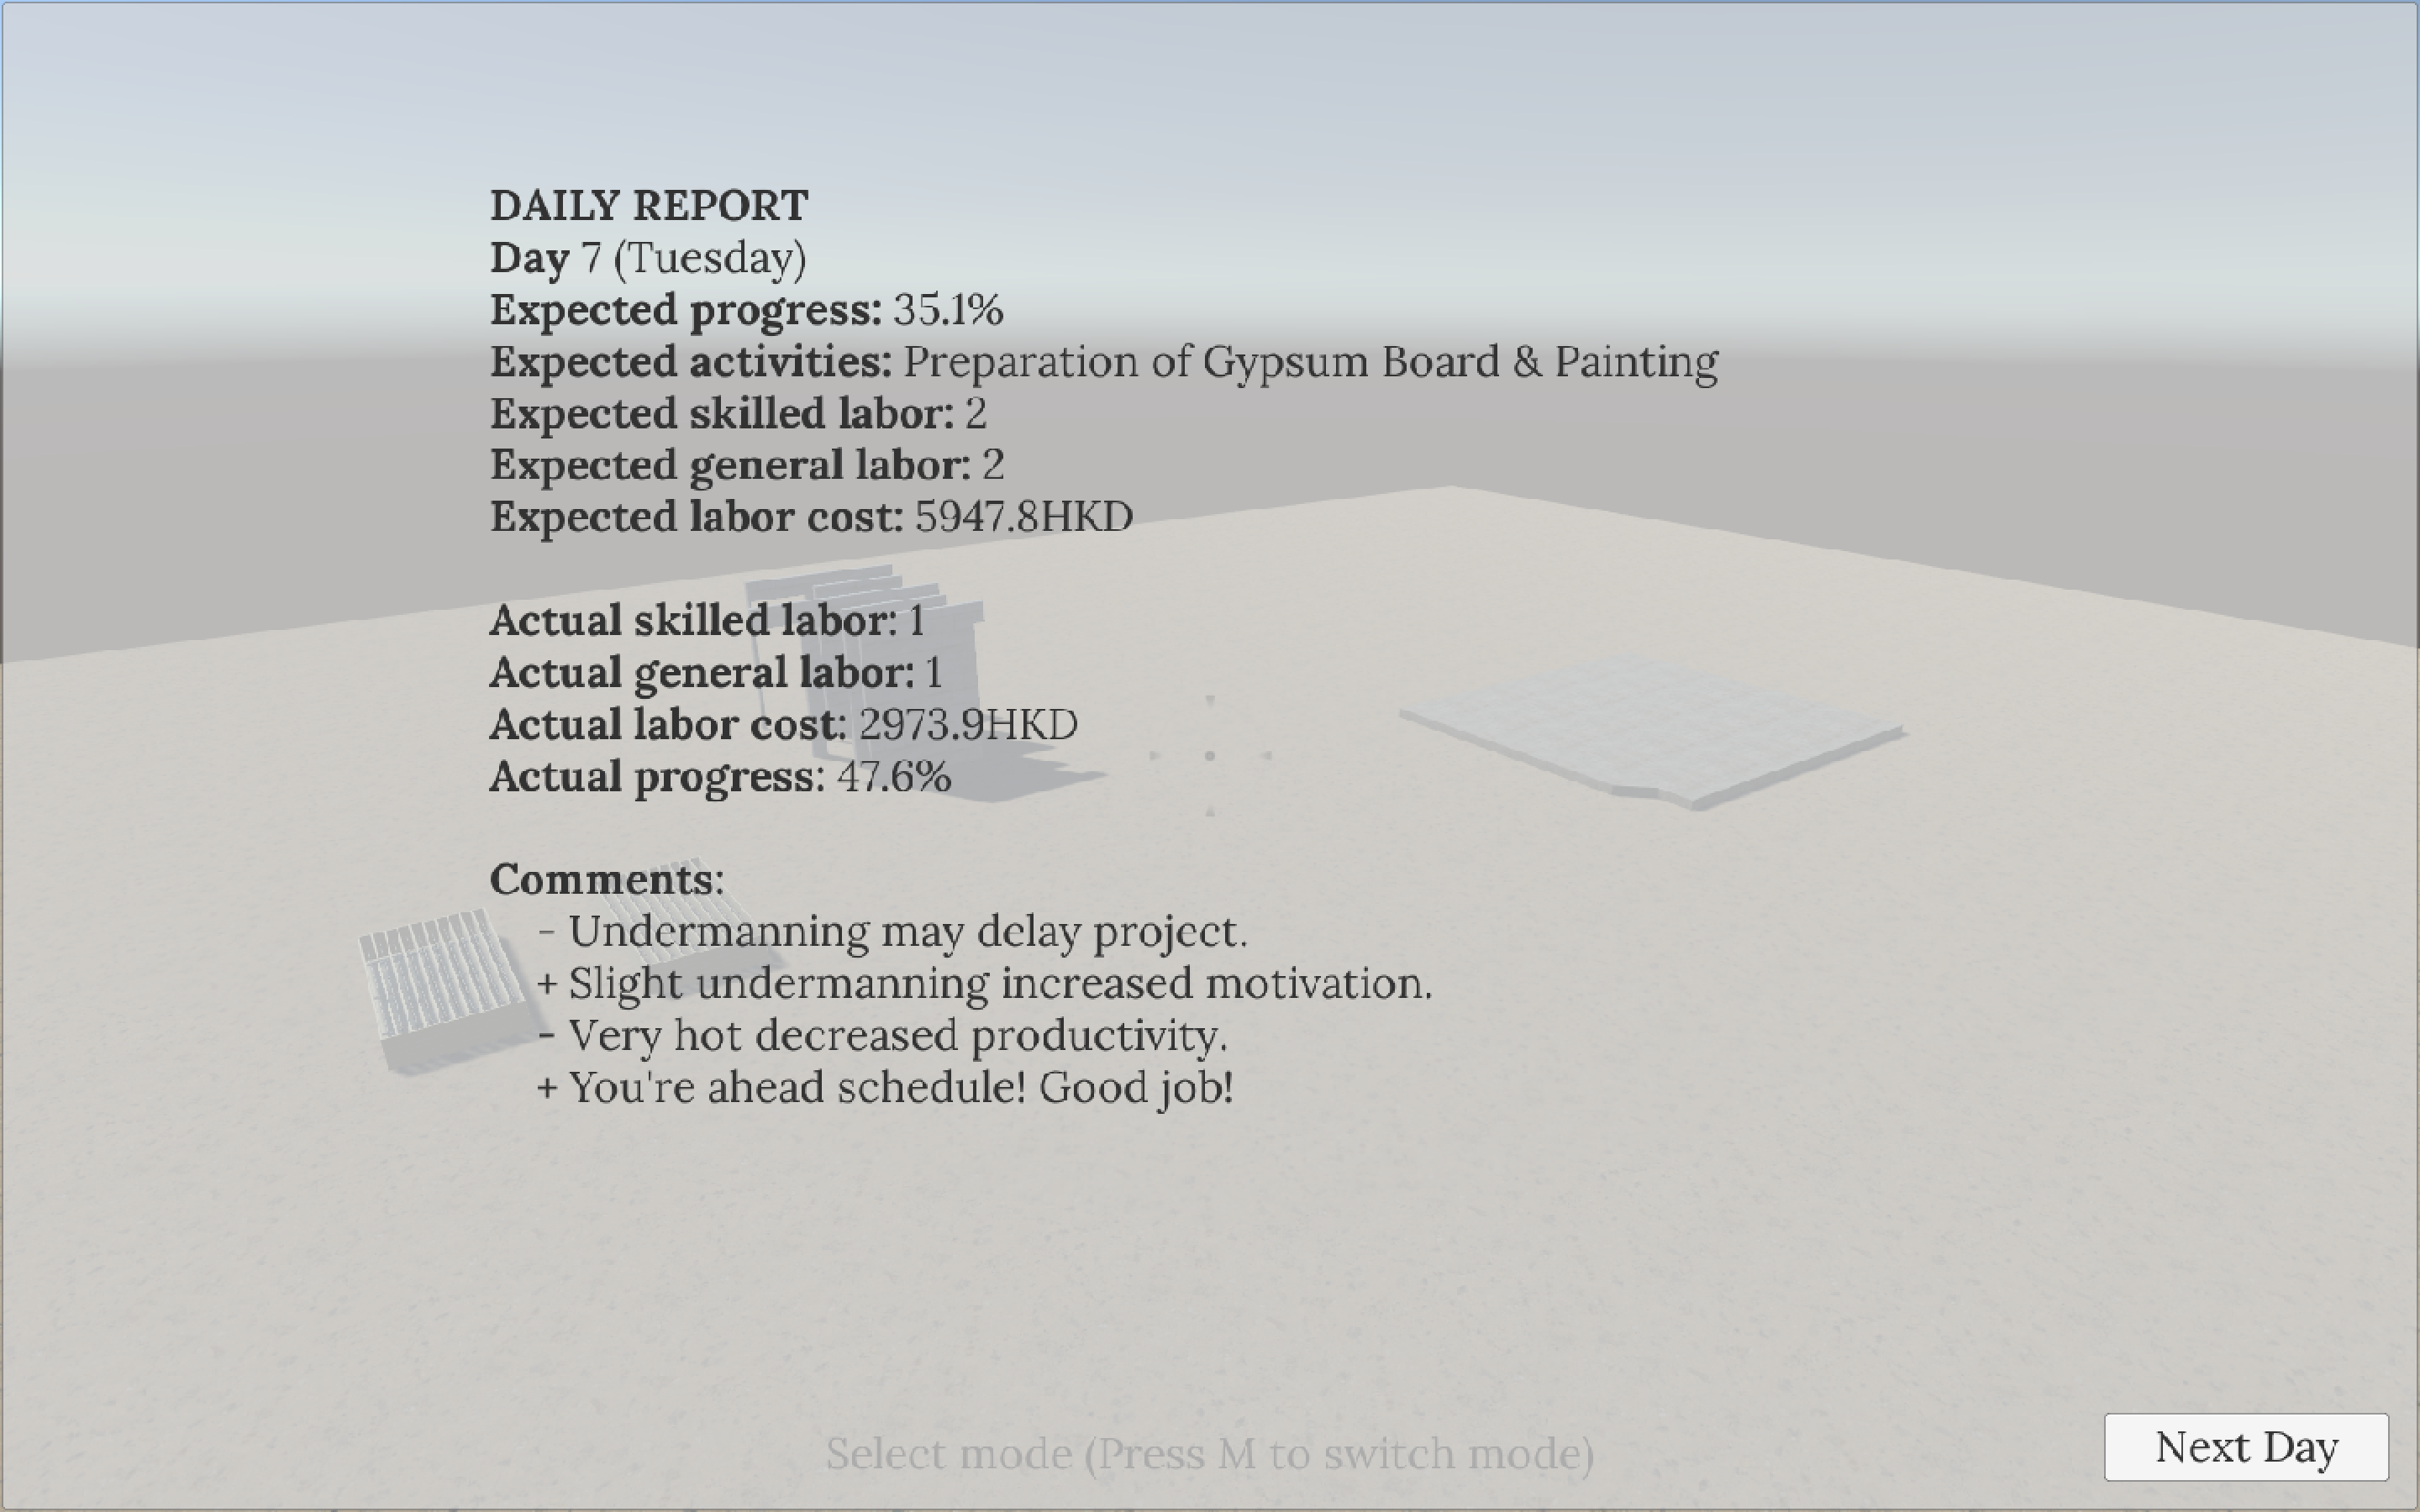 DAILY REPORT
Day 7 (Tuesday)
Expected progress: 35.1%
Expected activities: Preparation of Gypsum Board & Painting
Expected skilled labor: 2
Expected general labor: 2
Expected labor cost: 5947.8HKD
Actual skilled labor: 1
Actual general labor: 1
Actual labor cost: 2973.9HKD
Actual progress: 47.6%
Comments:
- Undermanning may delay project.
+ Slight undermanning increased motivation.
- Very hot decreased productivity.
+ You're ahead schedule! Good job!
Select mode (Press M to switch mode)
Next Day